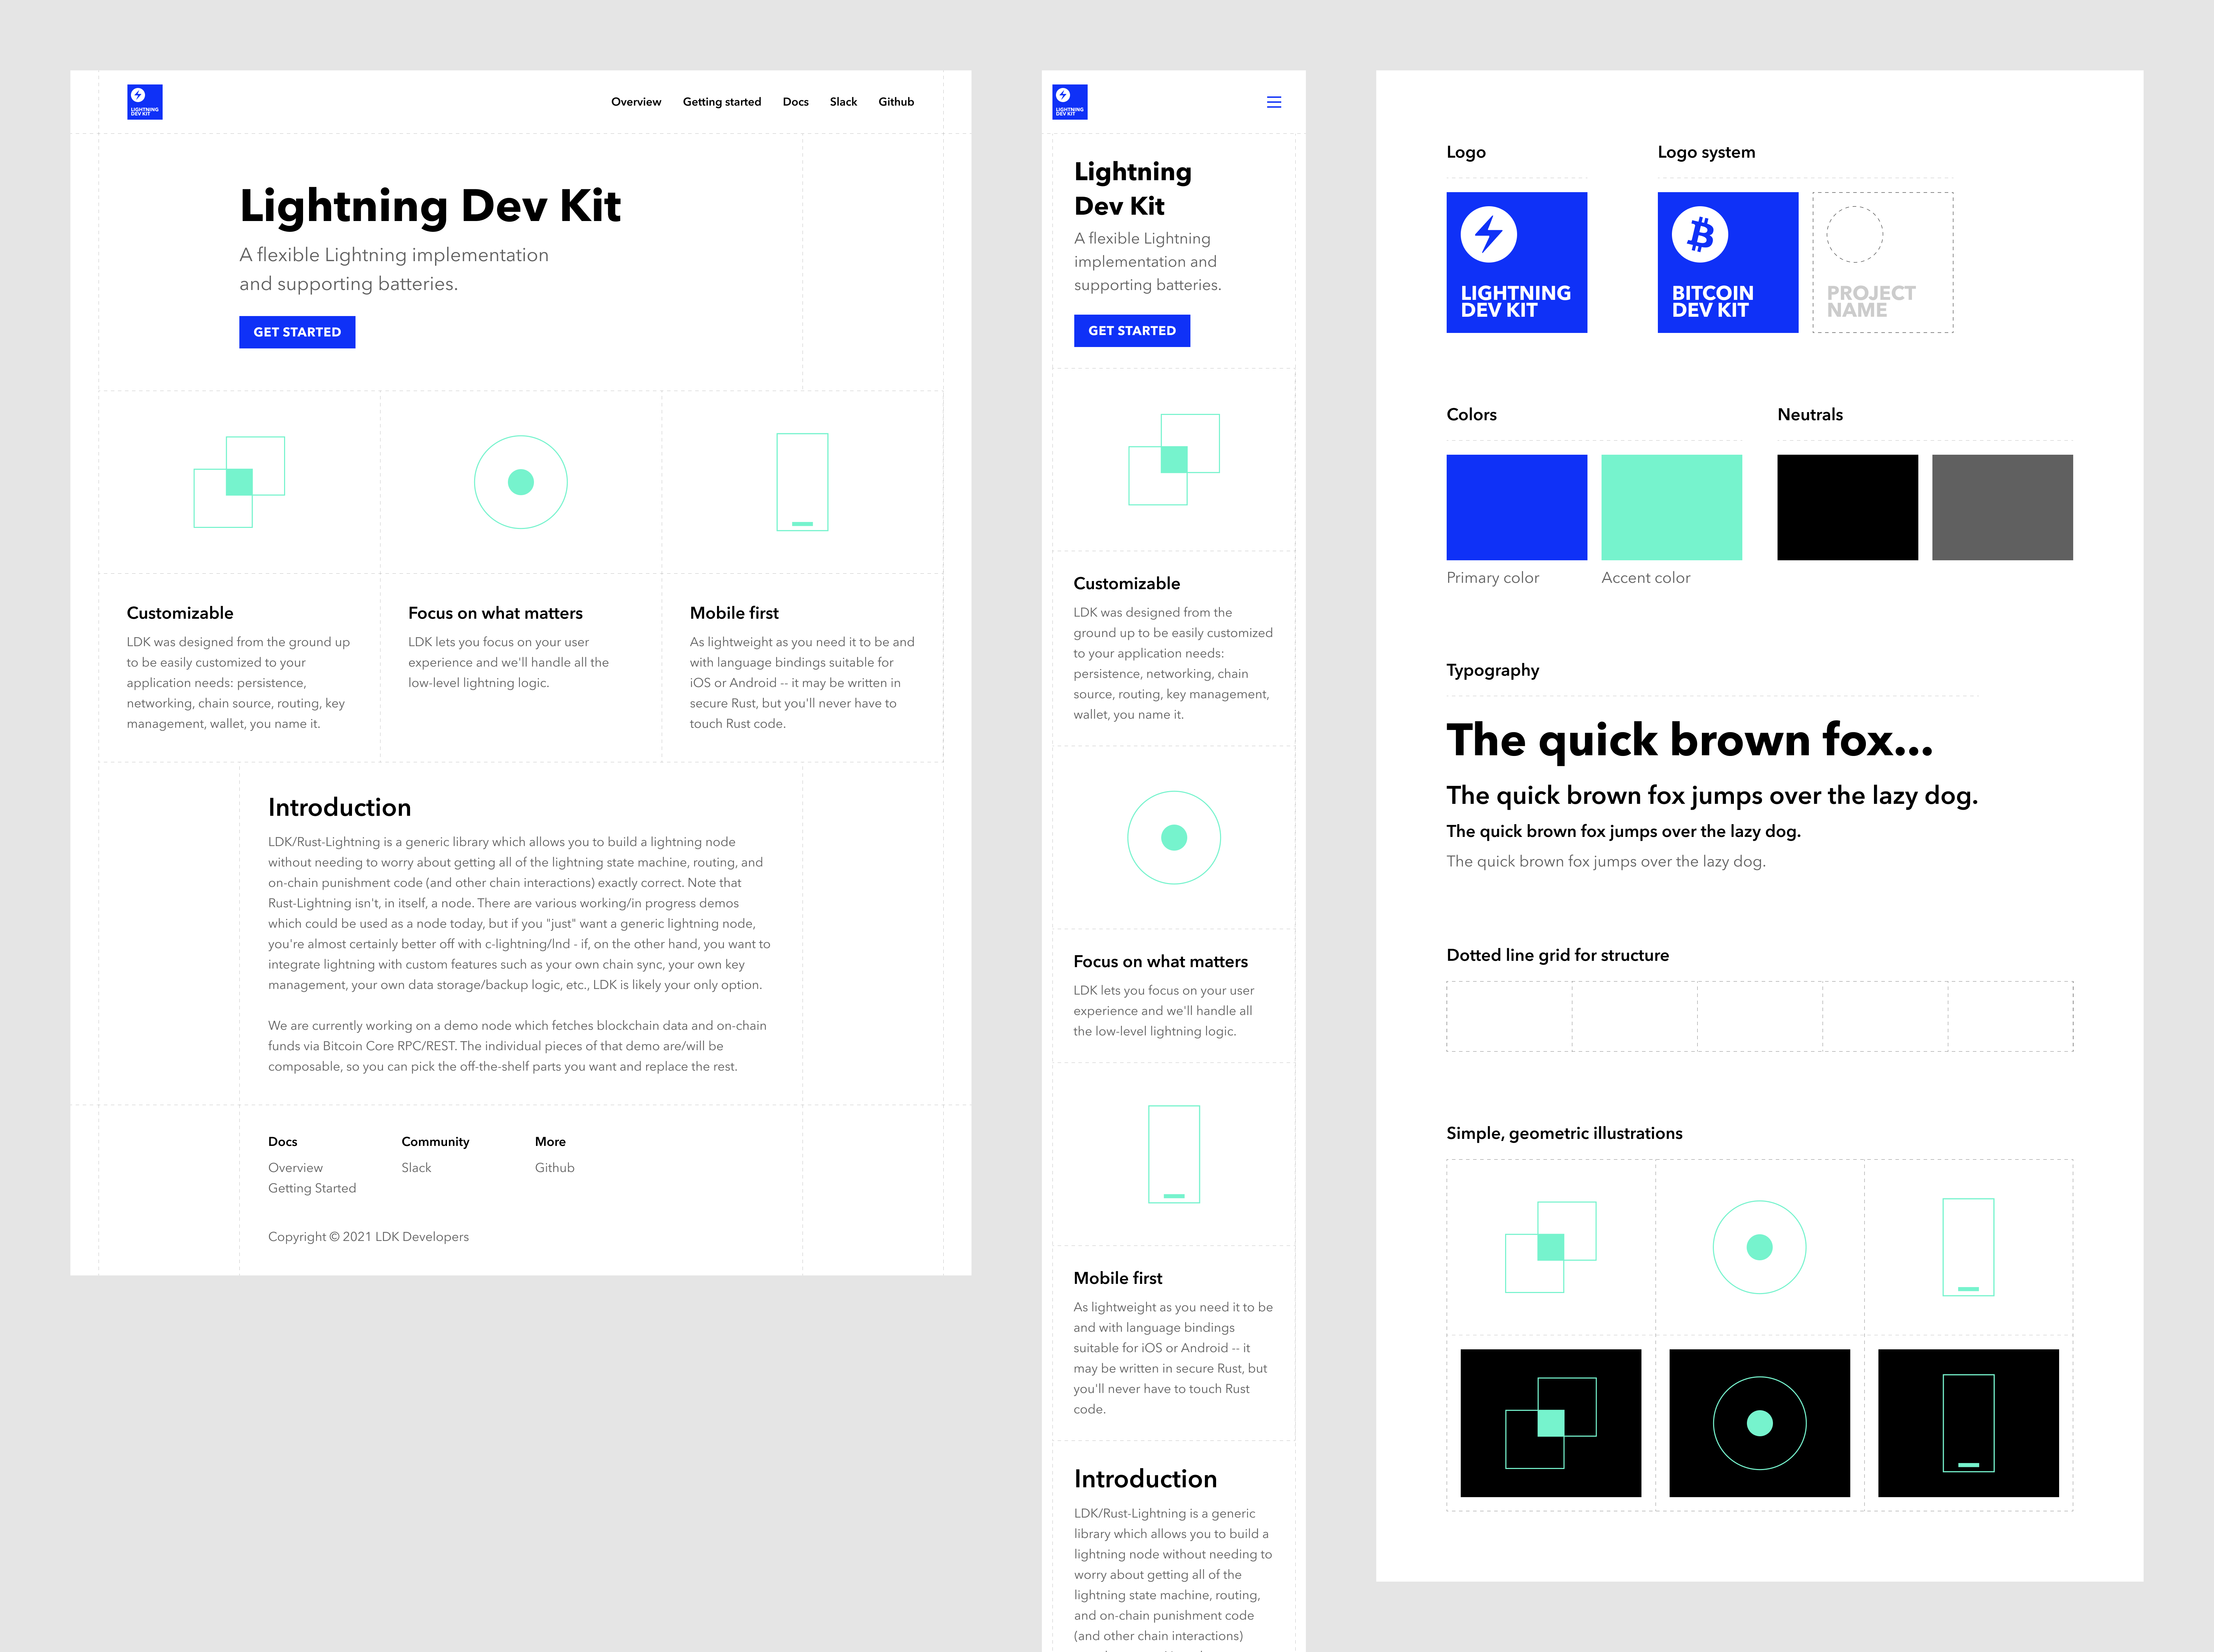 LIGHTNING
DEV KIT
Overview Getting started Docs Slack Github
Lightning Dev Kit
A flexible Lightning implementation
and supporting batteries.
GET STARTED
Customizable
LDK was designed from the ground up
to be easily customized to your
application needs: persistence,
networking, chain source, routing, key
management, wallet, you name it.
Focus on what matters
LDK lets you focus on your user
experience and we'll handle all the
low-level lightning logic.
Mobile first
As lightweight as you need it to be and
with language bindings suitable for
iOS or Android -- it may be written in
secure Rust, but you'll never have to
touch Rust code.
Introduction
LDK/Rust-Lightning is a generic library which allows you to build a lightning node
without needing to worry about getting all of the lightning state machine, routing, and
on-chain punishment code (and other chain interactions) exactly correct. Note that
Rust-Lightning isn't, in itself, a node. There are various working/in progress demos
which could be used as a node today, but if you "just" want a generic lightning node,
you're almost certainly better off with c-lightning/lnd - if, on the other hand, you want to
integrate lightning with custom features such as your own chain sync, your own key
management, your own data storage/backup logic, etc., LDK is likely your only option.
We are currently working on a demo node which fetches blockchain data and on-chain
funds via Bitcoin Core RPC/REST. The individual pieces of that demo are/will be
composable, so you can pick the off-the-shelf parts you want and replace the rest.
Docs
Overview
Getting Started
Community
Slack
More
Github
Copyright © 2021 LDK Developers
LIGHTNING
DEV KIT
Lightning
Dev Kit
A flexible Lightning
implementation and
supporting batteries.
GET STARTED
Customizable
LDK was designed from the
ground up to be easily customized
to your application needs:
persistence, networking, chain
source, routing, key management,
wallet, you name it.
Focus on what matters
LDK lets you focus on your user
experience and we'll handle all
the low-level lightning logic.
Mobile first
As lightweight as you need it to be
and with language bindings
suitable for iOS or Android -- it
may be written in secure Rust, but
you'll never have to touch Rust
code.
Introduction
LDK/Rust-Lightning is a generic
library which allows you to build a
lightning node without needing to
worry about getting all of the
lightning state machine, routing,
and on-chain punishment code
(and other chain interactions)
Logo
LIGHTNING
DEV KIT
Logo system
BITCOIN
DEV KIT
PROJECT
NAME
Colors
Primary color
Accent color
Neutrals
Typography
The quick brown fox...
The quick brown fox jumps over the lazy dog.
The quick brown fox jumps over the lazy dog.
The quick brown fox jumps over the lazy dog.
Dotted line grid for structure
Simple, geometric illustrations